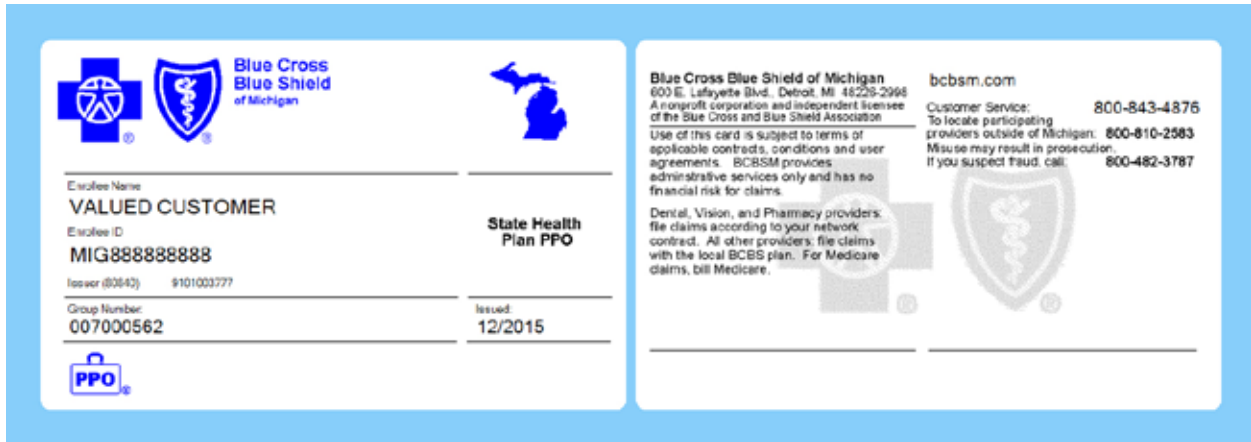 Blue Cross
Blue Shield
of Michigan
®
®
Enrollee Name
VALUED CUSTOMER
Enrollee ID
MIG888888888
Issuer (80840) 9101003777
State Health
Plan PPO
Group Number:
007000562
Issued:
12/2015
PPO
®
Blue Cross Blue Shield of Michigan
600 E. Lafayette Blvd., Detroit, MI 48226-2998
A nonprofit corporation and independent licensee
of the Blue Cross and Blue Shield Association
Use of this card is subject to terms of
applicable contracts, conditions and user
agreements. BCBSM provides
adminstrative services only and has no
financial risk for claims.
Dental, Vision, and Pharmacy providers:
file claims according to your network
contract. All other providers: file claims
with the local BCBS plan. For Medicare
claims, bill Medicare.
bcbsm.com
Customer Service: 800-843-4876
To locate participating
providers outside of Michigan: 800-810-2583
Misuse may result in prosecution.
If you suspect fraud, call: 800-482-3787
®
®